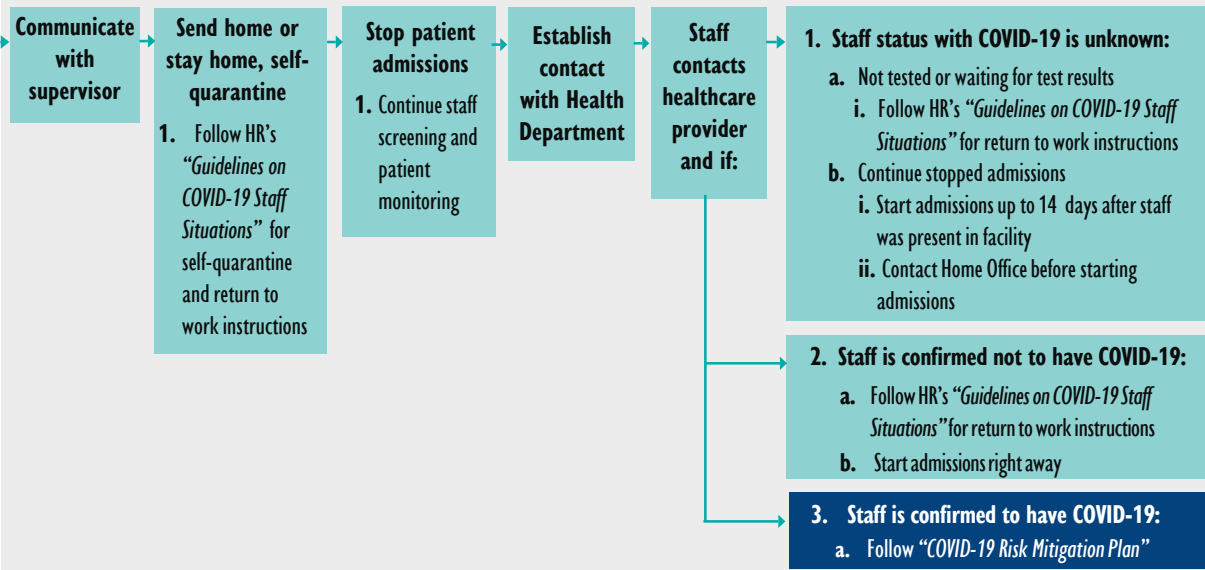 Communicate
with
supervisor
Send home or
stay home, self-
quarantine
1. Follow HR's
"Guidelines on
COVID-19 Staff
Situations" for
self-quarantine
and return to
work instructions
Stop patient
admissions
1. Continue staff
screening and
patient
monitoring
Establish
contact
with Health
Department
Staff
contacts
healthcare
provider
and if:
1. Staff status with COVID-19 is unknown:
a. Not tested or waiting for test results
i. Follow HR's "Guidelines on COVID-19 Staff
Situations" for return to work instructions
b. Continue stopped admissions
i. Start admissions up to 14 days after staff
was present in facility
ii. Contact Home Office before starting
admissions
2. Staff is confirmed not to have COVID-19:
a. Follow HR's "Guidelines on COVID-19 Staff
Situations" for return to work instructions
b. Start admissions right away
3. Staff is confirmed to have COVID-19:
a. Follow "COVID-19 Risk Mitigation Plan"